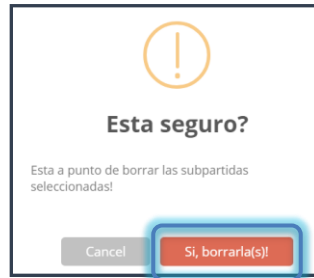 Esta seguro?
Esta a punto de borrar las subpartidas
seleccionadas!
Cancel
Si, borrarla(s)!